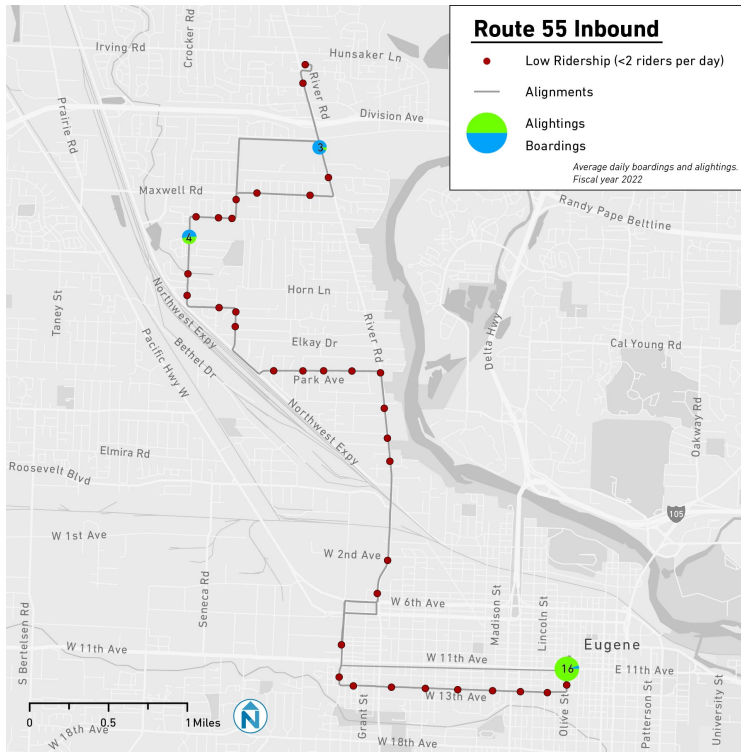 Route 55 Inbound
Low Ridership (<2 riders per day)
Alignments
Alightings
Boardings
Average daily boardings and alightings.
Fiscal year 2022
Irving Rd
Crocker Rd
Hunsaker Ln
River Rd
Prairie Rd
Division Ave
3
Maxwell Rd
Randy Pape Beltline
4
Horn Ln
Taney St
Northwest Expy
Pacific Hwy W
Bethel Dr
Elkay Dr
River Rd
Delta Hwy
Cal Young Rd
Park Ave
Oakway Rd
Northwest Expy
Elmira Rd
Roosevelt Blvd
105
W 1st Ave
W 2nd Ave
Seneca Rd
W 6th Ave
Madison St
Lincoln St
S Bertelsen Rd
Eugene
W 11th Ave
W 11th Ave
16
E 11th Ave
W 13th Ave
Grant St
Olive St
Patterson St
University St
0
0.5
1 Miles
N
W 18th Ave
W 18th Ave